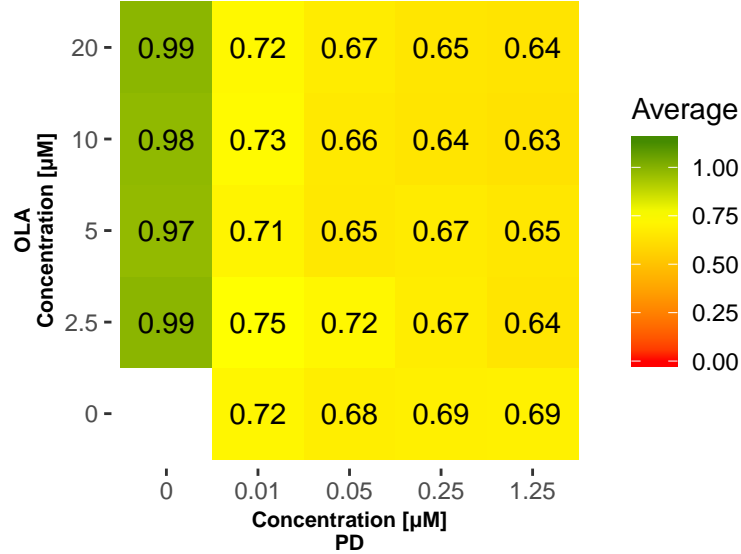 20 0.99 0.72 0.67 0.65 0.64
10 0.98 0.73 0.66 0.64 0.63
5 0.97 0.71 0.65 0.67 0.65
2.5 0.99 0.75 0.72 0.67 0.64
0 0.72 0.68 0.69 0.69
OLA
Concentration [µM]
0 0.01 0.05 0.25 1.25
Concentration [µM]
PD
Average
1.00
0.75
0.50
0.25
0.00